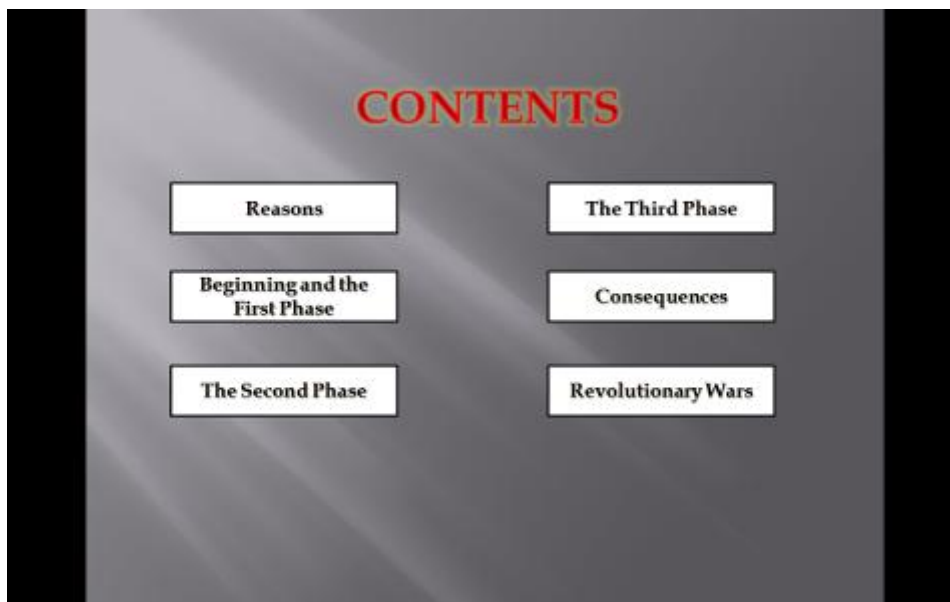 CONTENTS
Reasons
Beginning and the
First Phase
The Second Phase
The Third Phase
Consequences
Revolutionary Wars